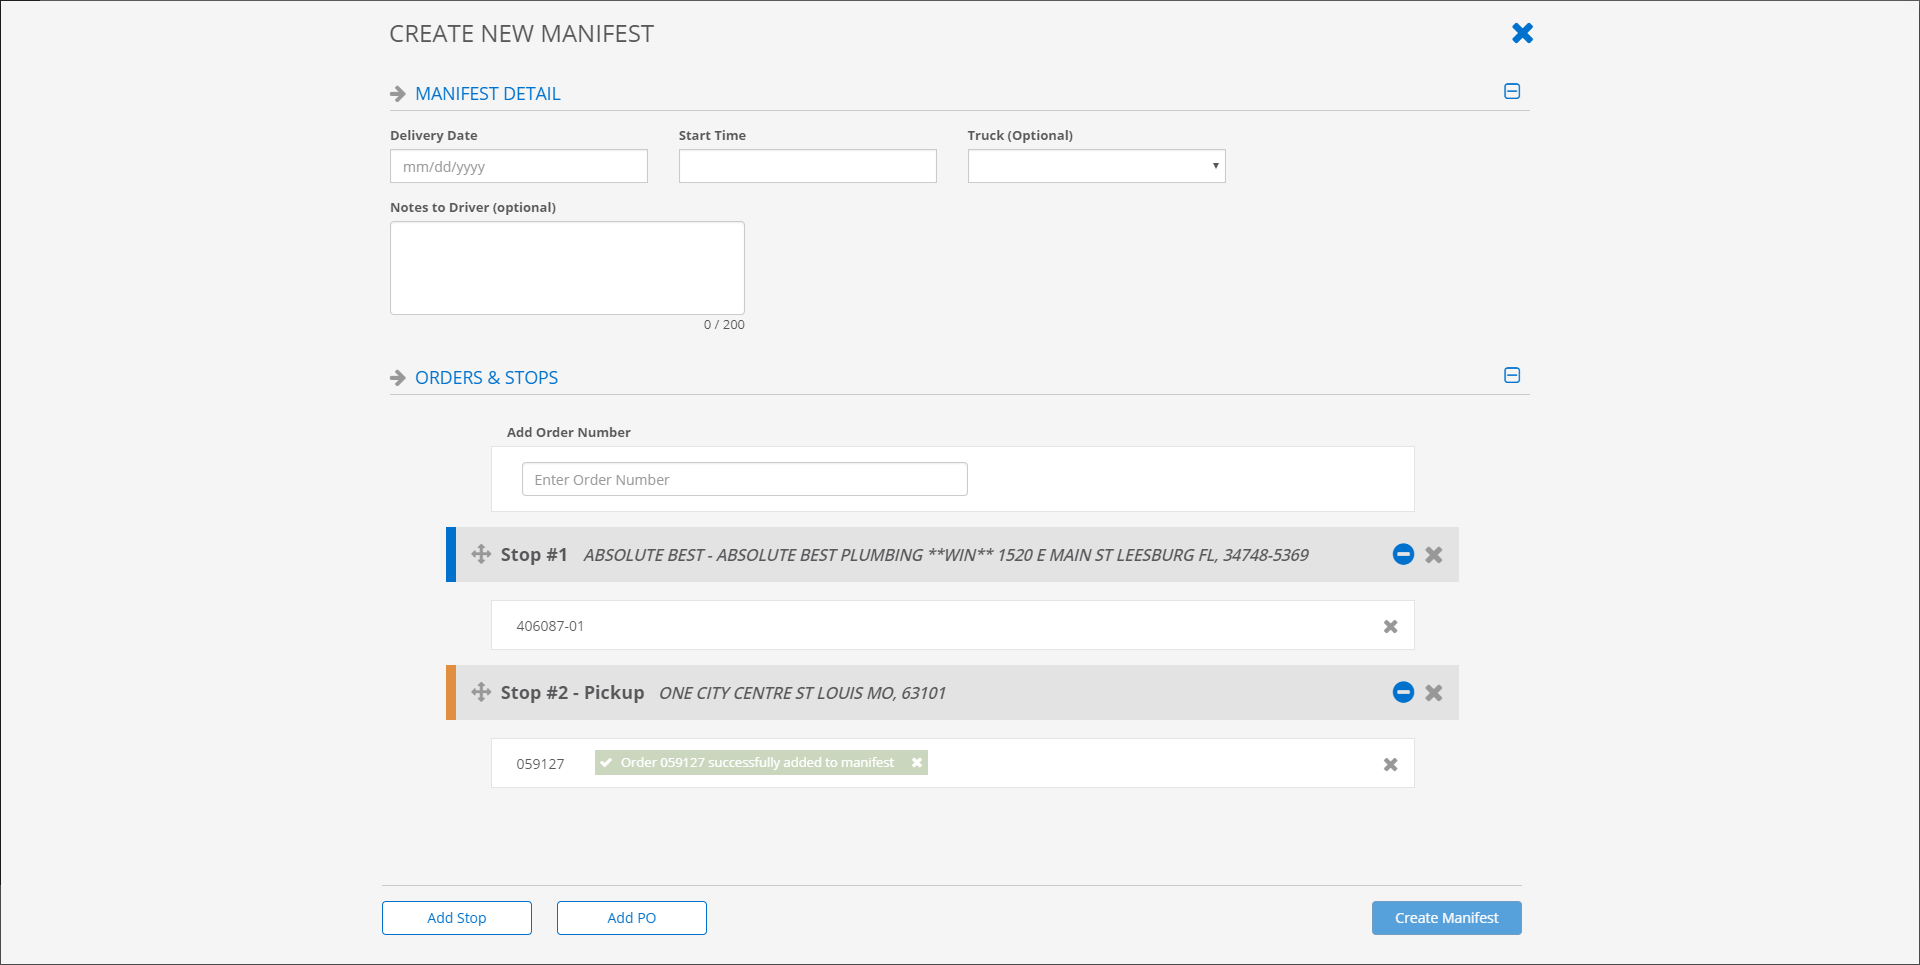 CREATE NEW MANIFEST
MANIFEST DETAIL
Delivery Date
Start Time
Truck (Optional)
mm/dd/yyyy
Notes to Driver (optional)
0 / 200
ORDERS & STOPS
Add Order Number
Enter Order Number
Stop #1 ABSOLUTE BEST - ABSOLUTE BEST PLUMBING **WIN** 1520 E MAIN ST LEESBURG FL, 34748-5369
406087-01
Stop #2 - Pickup ONE CITY CENTRE ST LOUIS MO, 63101
059127 Order 059127 successfully added to manifest
Add Stop
Add PO
Create Manifest